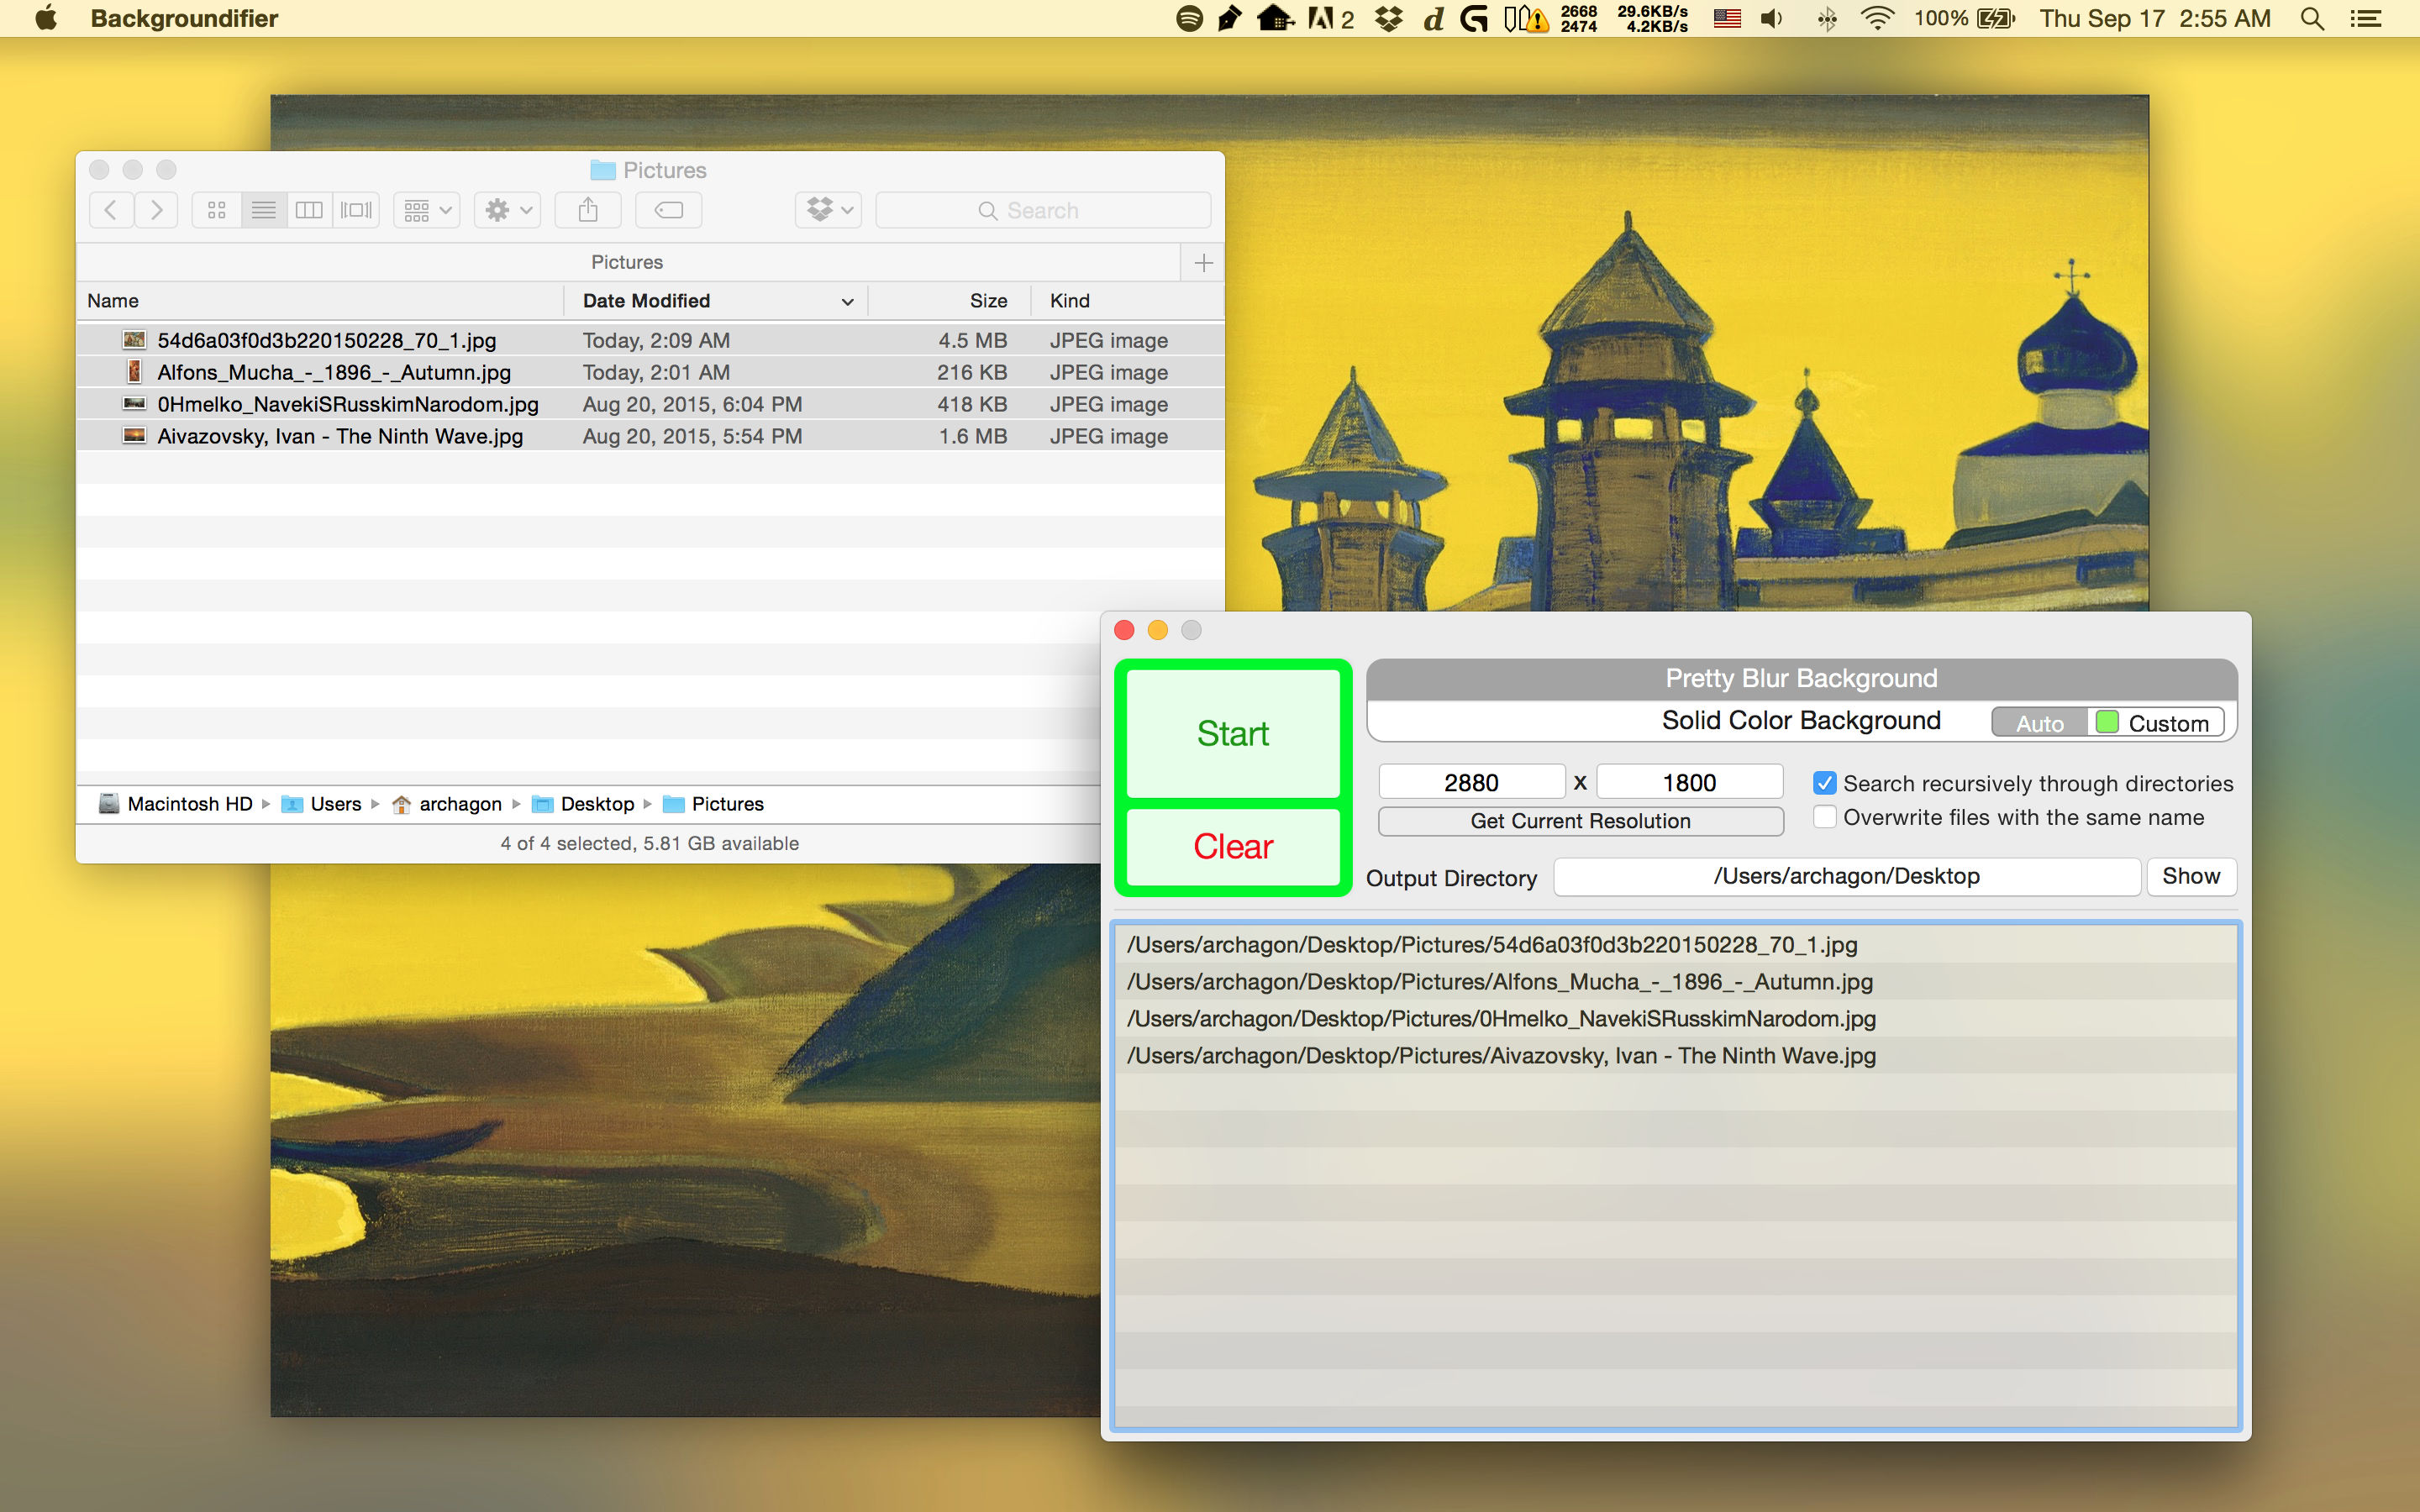 Backgroundifier
2
2668
2474
29.6KB/s
4.2KB/s
100%
Thu Sep 17 2:55 AM
Pictures
Search
Pictures
Name Date Modified Size Kind
54d6a03f0d3b220150228_70_1.jpg Today, 2:09 AM 4.5 MB JPEG image
Alfons_Mucha_-_1896_-_Autumn.jpg Today, 2:01 AM 216 KB JPEG image
0Hmelko_NavekiSRusskimNarodom.jpg Aug 20, 2015, 6:04 PM 418 KB JPEG image
Aivazovsky, Ivan - The Ninth Wave.jpg Aug 20, 2015, 5:54 PM 1.6 MB JPEG image
Macintosh HD Users archagon Desktop Pictures
4 of 4 selected, 5.81 GB available
Start
Clear
Pretty Blur Background
Solid Color Background Auto Custom
2880 x 1800
Get Current Resolution
Search recursively through directories
Overwrite files with the same name
Output Directory /Users/archagon/Desktop Show
/Users/archagon/Desktop/Pictures/54d6a03f0d3b220150228_70_1.jpg
/Users/archagon/Desktop/Pictures/Alfons_Mucha_-_1896_-_Autumn.jpg
/Users/archagon/Desktop/Pictures/0Hmelko_NavekiSRusskimNarodom.jpg
/Users/archagon/Desktop/Pictures/Aivazovsky, Ivan - The Ninth Wave.jpg